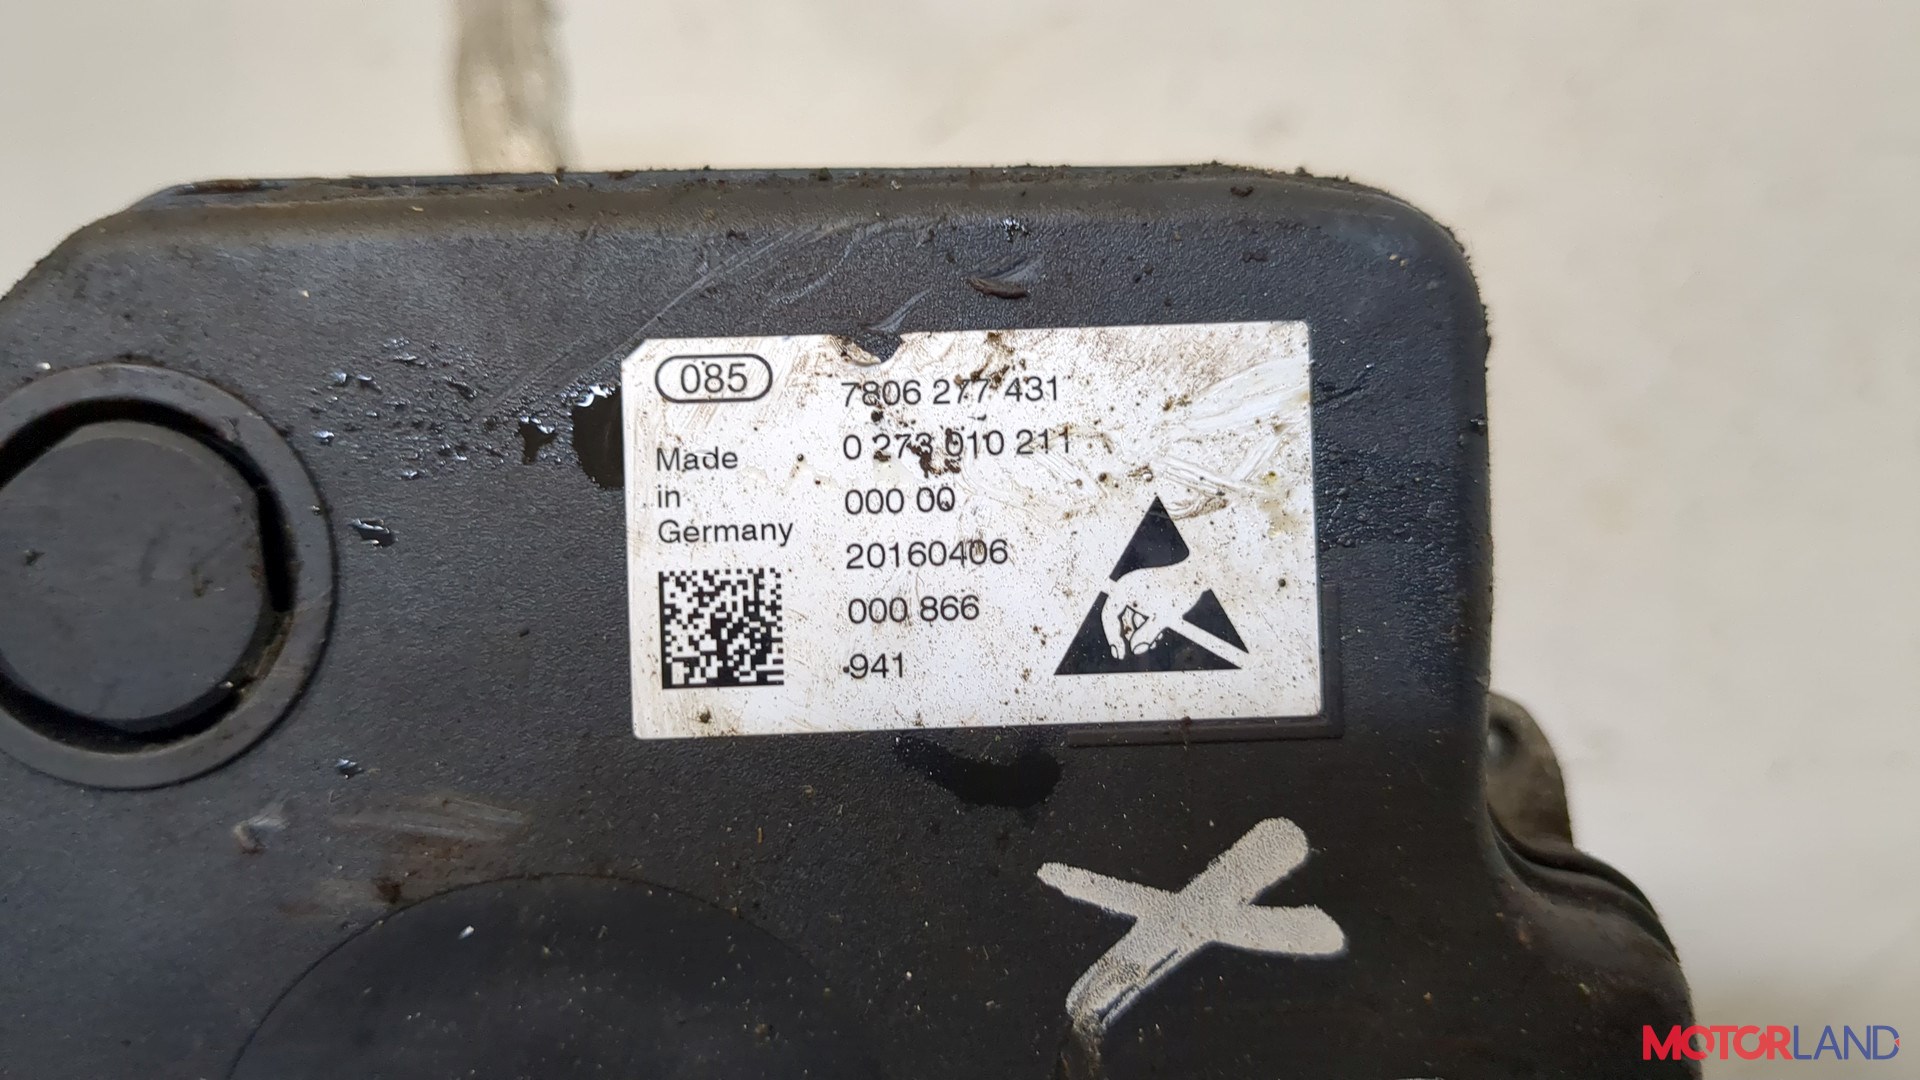 085
7806 277 431
0 273 010 211
Made
in
Germany
000 00
20160406
000 866
941
MOTORLAND